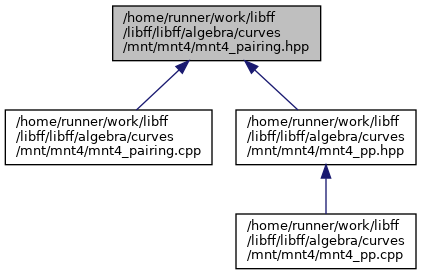 /home/runner/work/libff
/libff/libff/algebra/curves
/mnt/mnt4/mnt4_pairing.hpp
/home/runner/work/libff
/libff/libff/algebra/curves
/mnt/mnt4/mnt4_pairing.cpp
/home/runner/work/libff
/libff/libff/algebra/curves
/mnt/mnt4/mnt4_pp.hpp
/home/runner/work/libff
/libff/libff/algebra/curves
/mnt/mnt4/mnt4_pp.cpp